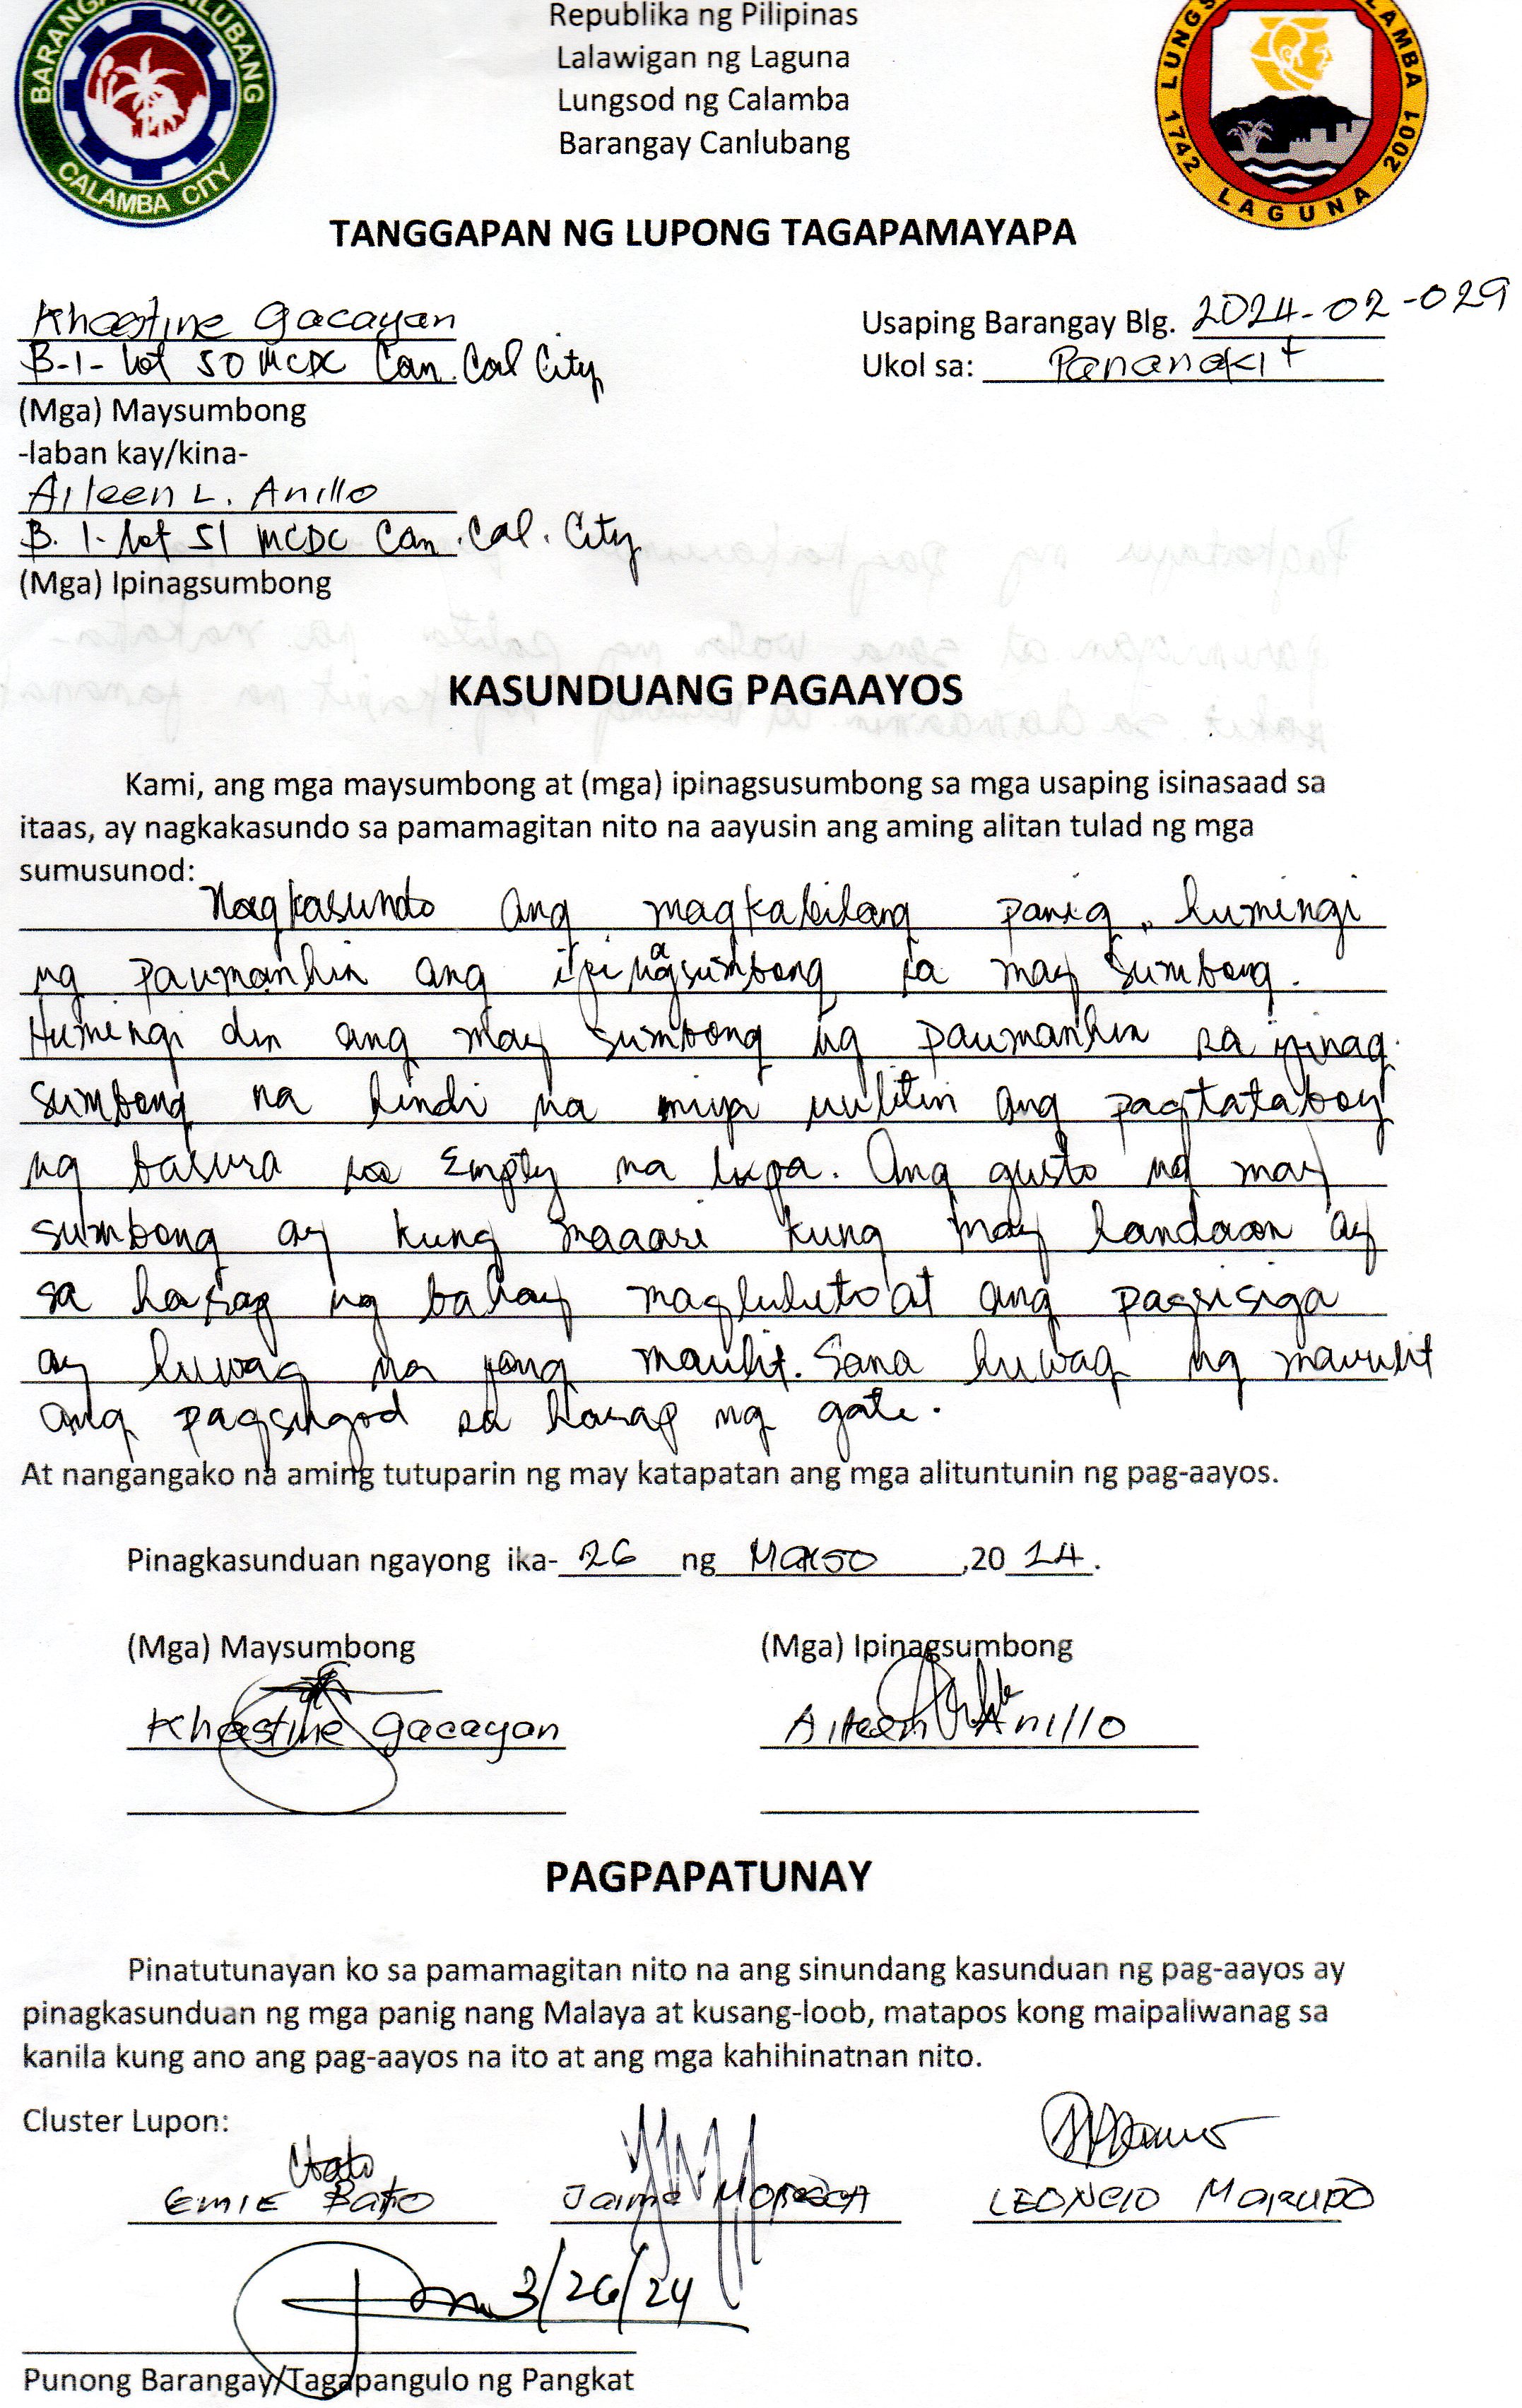 BARANGAY CANLUBANG
CALAMBA CITY
Republika ng Pilipinas
Lalawigan ng Laguna
Lungsod ng Calamba
Barangay Canlubang
LAGUNA 1742 2001
TANGGAPAN NG LUPONG TAGAPAMAYAPA
Khastine Gacayan
Usaping Barangay Blg. 2024-02-029
B-1- lot 50 MCDC Can. Cal City
Ukol sa: Pananakit
(Mga) Maysumbong
-laban kay/kina-
Aileen L. Anillo
B. 1- lot 51 MCDC Can. Cal. City
(Mga) Ipinagsumbong
KASUNDUANG PAGAAYOS
Kami, ang mga maysumbong at (mga) ipinagsusumbong sa mga usaping isinasaad sa
itaas, ay nagkakasundo sa pamamagitan nito na aayusin ang aming alitan tulad ng mga
sumusunod:
Nagkasundo ang magkabilang panig, humingi
ng paumanhin ang ipinagsumbong sa may sumbong.
Humingi din ang may sumbong ng paumanhin sa ipinag
sumbong na hindi na uulitin ang pagtataboy
ng basura sa Empty na lupa. Ang gusto ng may
sumbong ay kung maaari kung may handaan ay
sa harap ng bahay magluluto at ang pagsisiga
ay huwag na maulit. Sana huwag ng mauulit
ang pagsugod sa harap ng gate.
At nangangako na aming tutuparin ng may katapatan ang mga alituntunin ng pag-aayos.
Pinagkasunduan ngayong ika- 26 ng Marso ,20 24.
(Mga) Maysumbong (Mga) Ipinagsumbong
Khastine Gacayan Aileen Anillo
PAGPAPATUNAY
Pinatutunayan ko sa pamamagitan nito na ang sinundang kasunduan ng pag-aayos ay
pinagkasunduan ng mga panig nang Malaya at kusang-loob, matapos kong maipaliwanag sa
kanila kung ano ang pag-aayos na ito at ang mga kahihinatnan nito.
Cluster Lupon:
EMIE Bato Jaime LEONCIO
3/26/24
Punong Barangay/Tagapangulo ng Pangkat